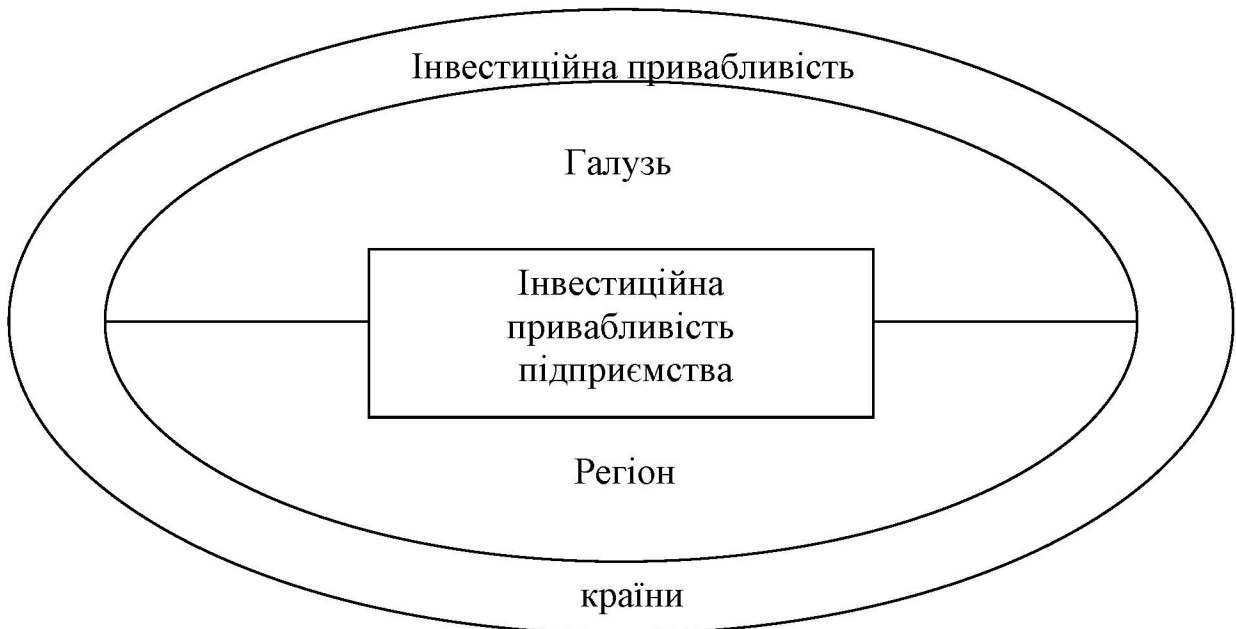 Інвестиційна привабливість
Галузь
Інвестиційна
привабливість
підприємства
Регіон
країни